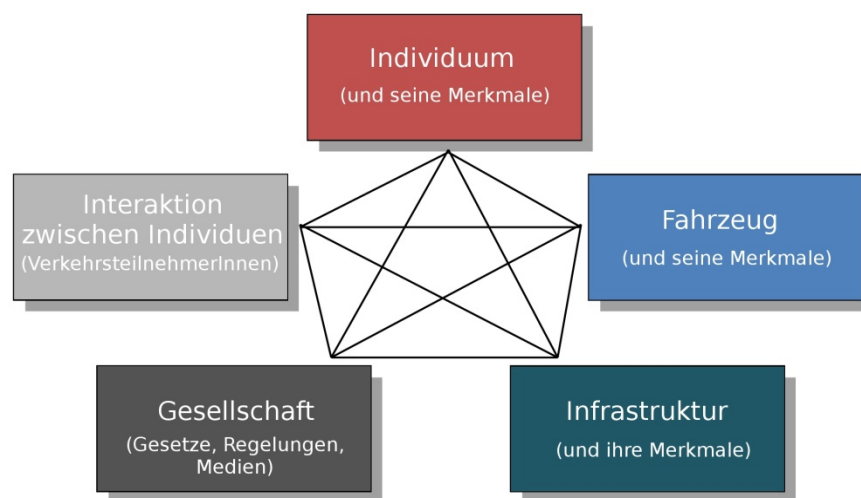 Individuum
(und seine Merkmale)
Interaktion
zwischen Individuen
(VerkehrsteilnehmerInnen)
Fahrzeug
(und seine Merkmale)
Gesellschaft
(Gesetze, Regelungen,
Medien)
Infrastruktur
(und ihre Merkmale)